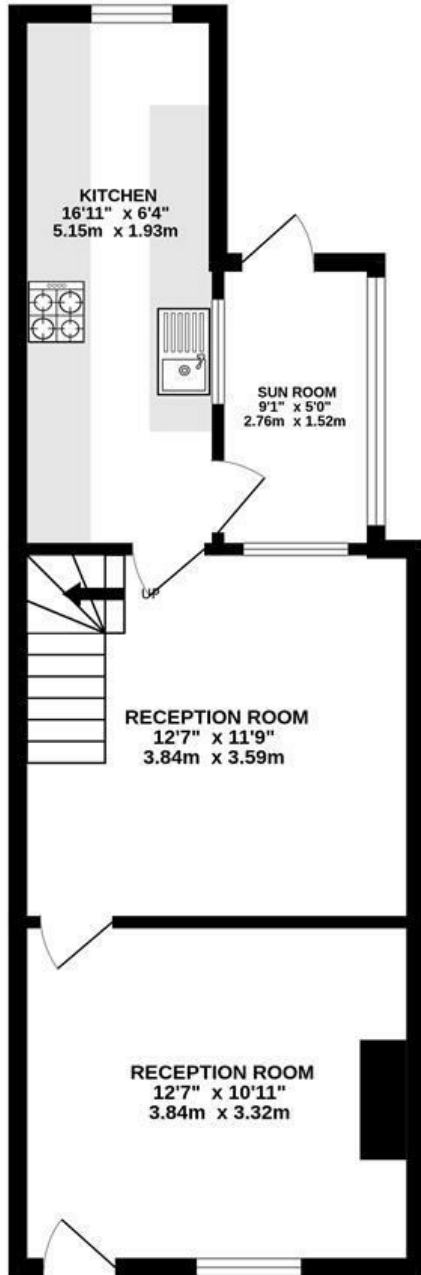 KITCHEN
16'11" x 6'4"
5.15m x 1.93m
SUN ROOM
9'1" x 5'0"
2.76m x 1.52m
UP
RECEPTION ROOM
12'7" x 11'9"
3.84m x 3.59m
RECEPTION ROOM
12'7" x 10'11"
3.84m x 3.32m